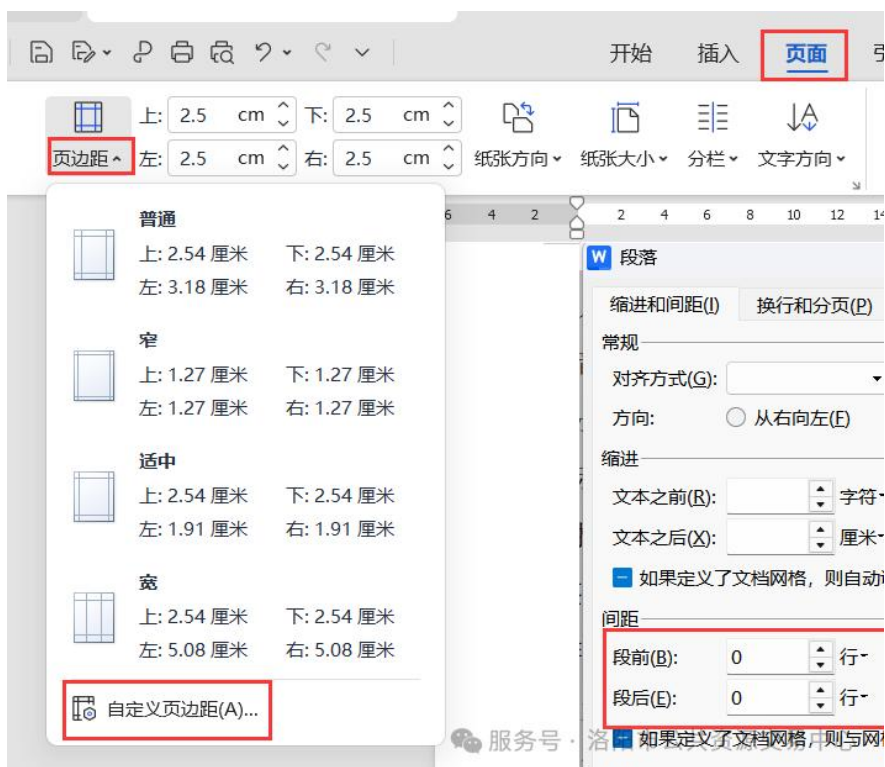 开始 插入 页面
上: 2.5 cm 下: 2.5 cm
页边距 左: 2.5 cm 右: 2.5 cm 纸张方向 纸张大小 分栏 文字方向
6 4 2 2 4 6 8 10 12 14
普通
上: 2.54 厘米 下: 2.54 厘米
左: 3.18 厘米 右: 3.18 厘米
窄
上: 1.27 厘米 下: 1.27 厘米
左: 1.27 厘米 右: 1.27 厘米
适中
上: 2.54 厘米 下: 2.54 厘米
左: 1.91 厘米 右: 1.91 厘米
宽
上: 2.54 厘米 下: 2.54 厘米
左: 5.08 厘米 右: 5.08 厘米
自定义页边距(A)...
W 段落
缩进和间距(I) 换行和分页(P)
常规
对齐方式(G):
方向: 从右向左(F)
缩进
文本之前(R): 字符
文本之后(X): 厘米
如果定义了文档网格，则自动
间距
段前(B): 0 行
段后(E): 0 行
如果定义了文档网格，则与网
服务号 · 洛